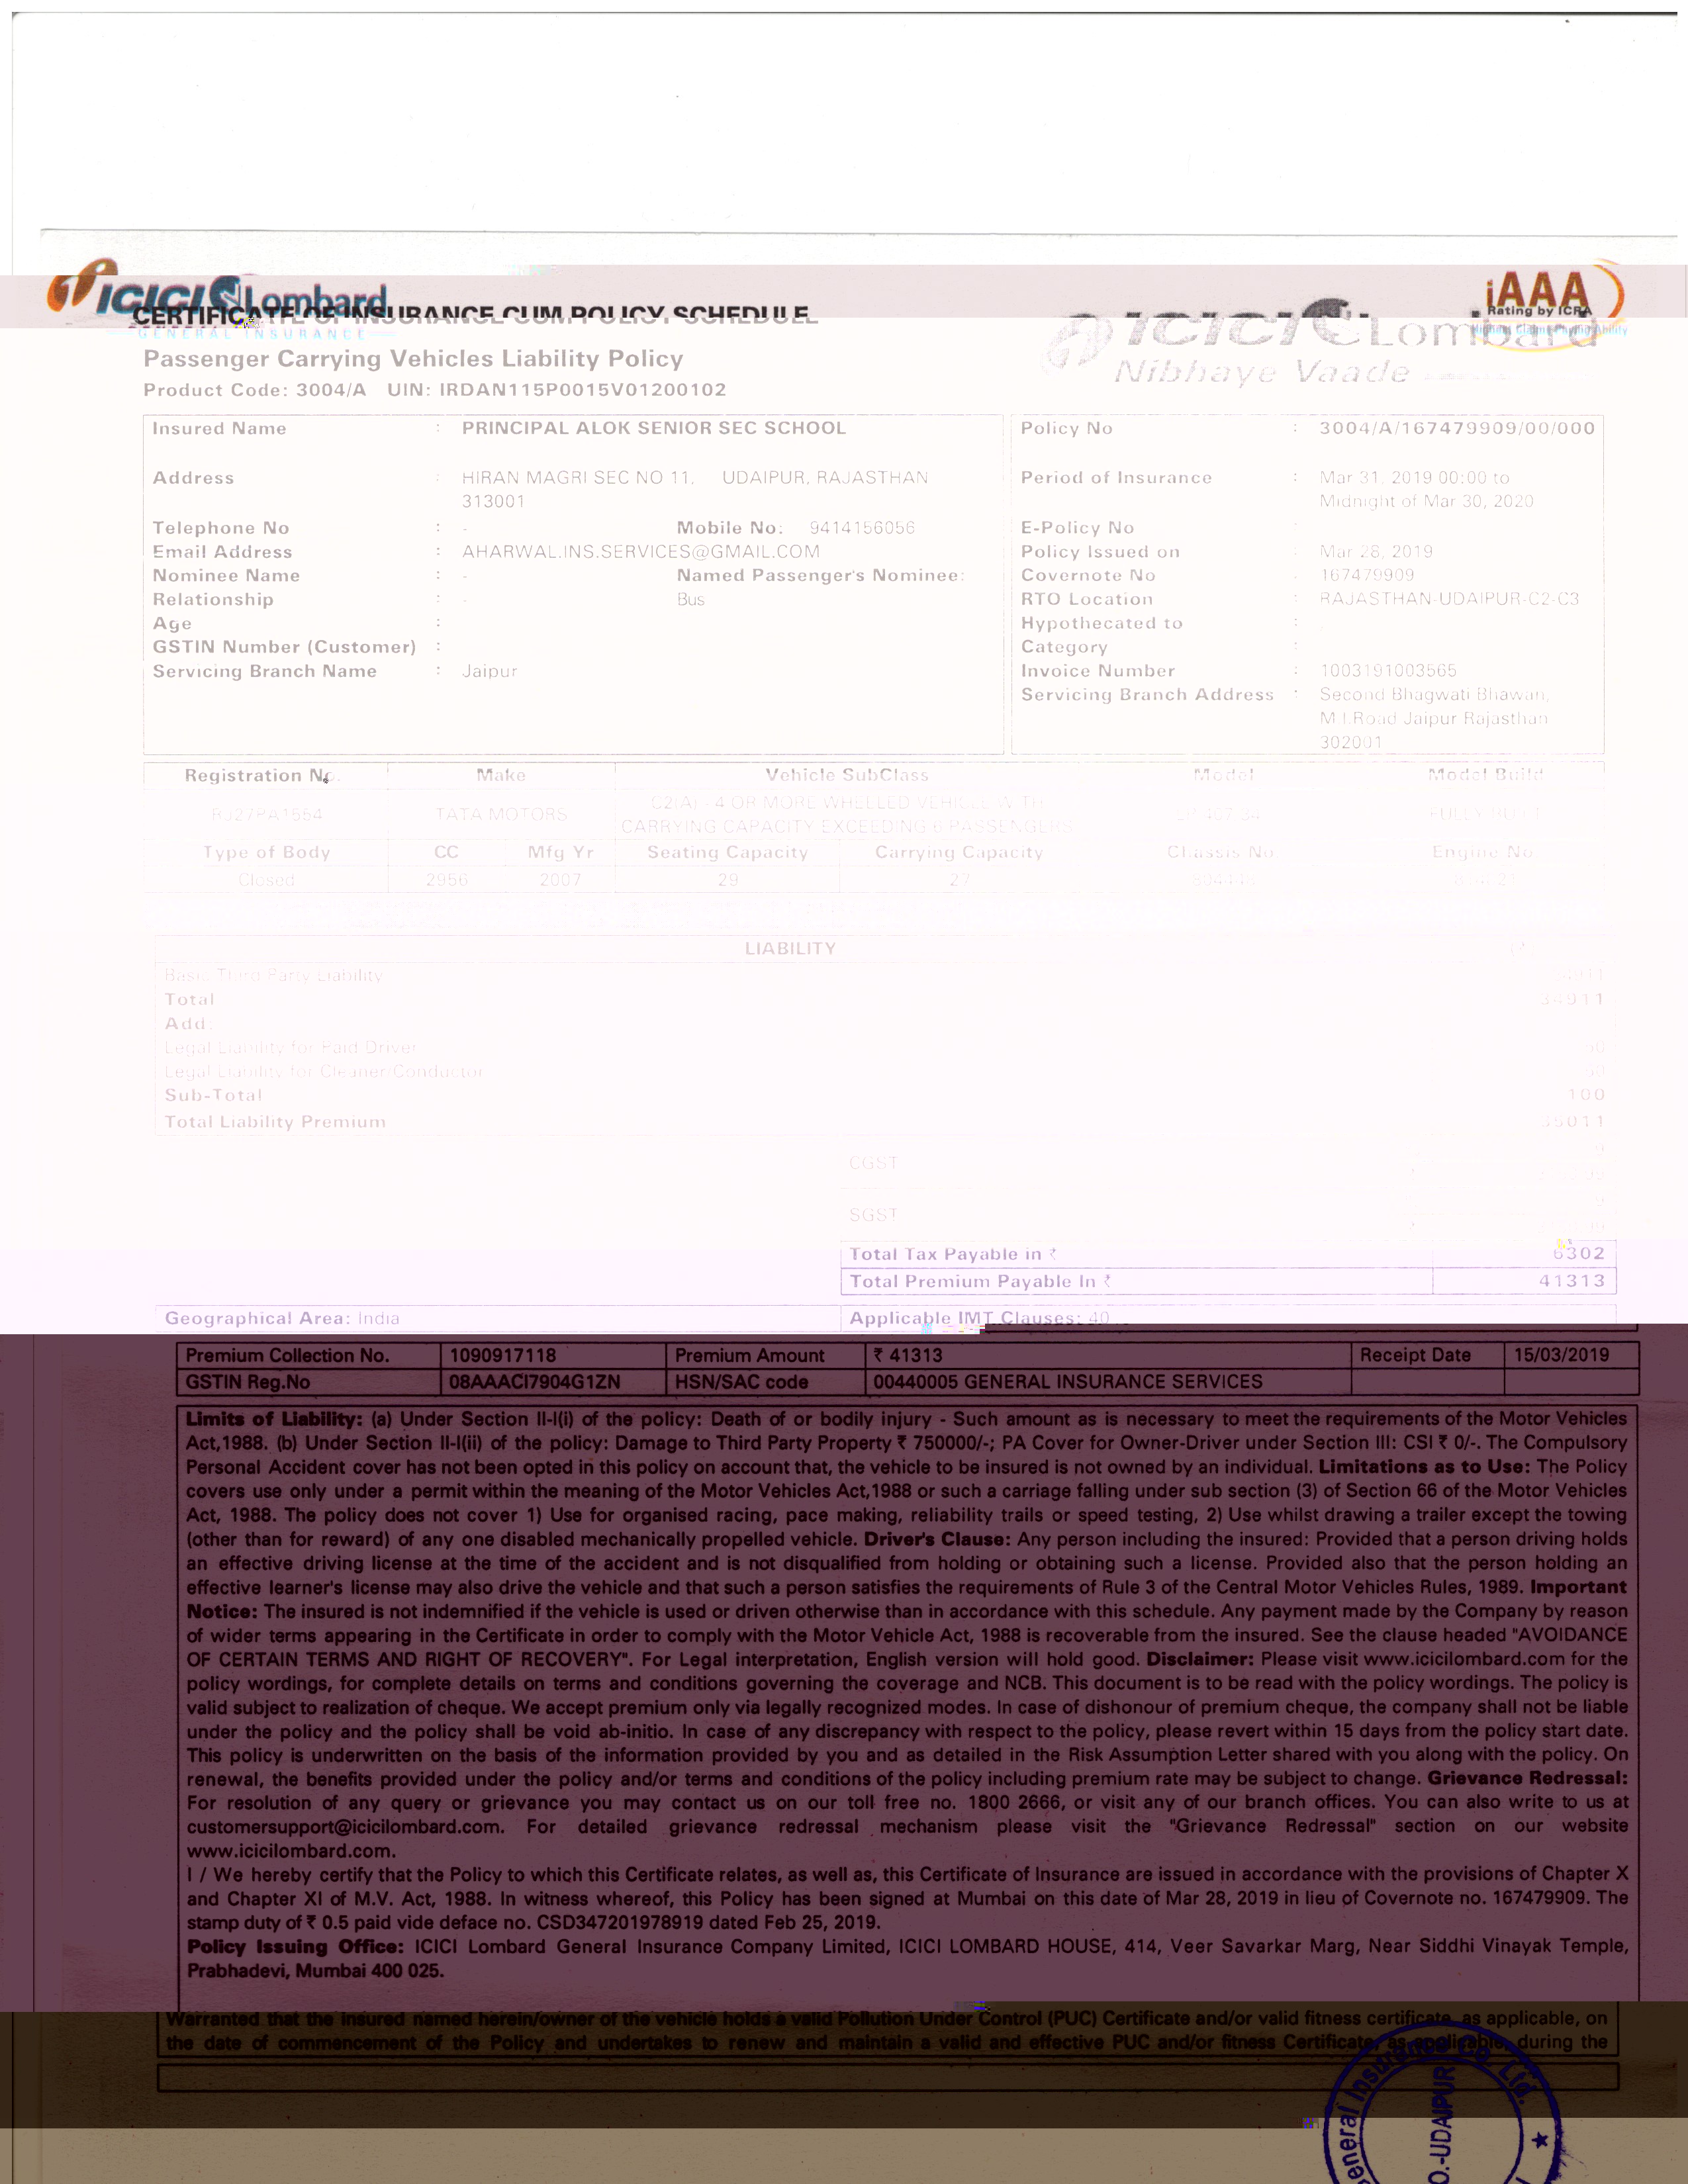 ICICI Lombard
GENERAL INSURANCE
iAAA
Rating by ICRA
Highest Claims Paying Ability
CERTIFICATE OF INSURANCE CUM POLICY SCHEDULE
ICICI Lombard
Nibhaye Vaade
Passenger Carrying Vehicles Liability Policy
Product Code: 3004/A UIN: IRDAN115P0015V01200102
Insured Name : PRINCIPAL ALOK SENIOR SEC SCHOOL
Address : HIRAN MAGRI SEC NO 11, UDAIPUR, RAJASTHAN
313001
Telephone No : - Mobile No: 9414156056
Email Address : AHARWAL.INS.SERVICES@GMAIL.COM
Nominee Name : - Named Passenger's Nominee:
Relationship : - Bus
Age :
GSTIN Number (Customer) :
Servicing Branch Name : Jaipur
Policy No : 3004/A/167479909/00/000
Period of Insurance : Mar 31, 2019 00:00 to
Midnight of Mar 30, 2020
E-Policy No :
Policy Issued on : Mar 28, 2019
Covernote No : 167479909
RTO Location : RAJASTHAN-UDAIPUR-C2-C3
Hypothecated to :
Category :
Invoice Number : 1003191003565
Servicing Branch Address : Second Bhagwati Bhawan,
M.I.Road Jaipur Rajasthan
302001
Registration No. Make Vehicle SubClass Model Model Build
TATA MOTORS C2(A) - 4 OR MORE WHELLED VEHICLE WITH
CARRYING CAPACITY EXCEEDING 6 PASSENGERS
Type of Body CC Mfg Yr Seating Capacity Carrying Capacity Chassis No Engine No
Closed 2956 2007 29 27
LIABILITY
Basic Third Party Liability
Total 34911
Add:
Legal Liability for Paid Driver 50
Legal Liability for Cleaner/Conductor 50
Sub-Total 100
Total Liability Premium 35011
CGST
SGST
Total Tax Payable in ₹ 6302
Total Premium Payable In ₹ 41313
Geographical Area: India Applicable IMT Clauses: 40
Premium Collection No. 1090917118 Premium Amount ₹ 41313 Receipt Date 15/03/2019
GSTIN Reg.No 08AAACI7904G1ZN HSN/SAC code 00440005 GENERAL INSURANCE SERVICES
Limits of Liability: (a) Under Section II-I(i) of the policy: Death of or bodily injury - Such amount as is necessary to meet the requirements of the Motor Vehicles
Act,1988. (b) Under Section II-I(ii) of the policy: Damage to Third Party Property ₹ 750000/-; PA Cover for Owner-Driver under Section III: CSI ₹ 0/-. The Compulsory
Personal Accident cover has not been opted in this policy on account that, the vehicle to be insured is not owned by an individual. Limitations as to Use: The Policy
covers use only under a permit within the meaning of the Motor Vehicles Act,1988 or such a carriage falling under sub section (3) of Section 66 of the Motor Vehicles
Act, 1988. The policy does not cover 1) Use for organised racing, pace making, reliability trails or speed testing, 2) Use whilst drawing a trailer except the towing
(other than for reward) of any one disabled mechanically propelled vehicle. Driver's Clause: Any person including the insured: Provided that a person driving holds
an effective driving license at the time of the accident and is not disqualified from holding or obtaining such a license. Provided also that the person holding an
effective learner's license may also drive the vehicle and that such a person satisfies the requirements of Rule 3 of the Central Motor Vehicles Rules, 1989. Important
Notice: The insured is not indemnified if the vehicle is used or driven otherwise than in accordance with this schedule. Any payment made by the Company by reason
of wider terms appearing in the Certificate in order to comply with the Motor Vehicle Act, 1988 is recoverable from the insured. See the clause headed "AVOIDANCE
OF CERTAIN TERMS AND RIGHT OF RECOVERY". For Legal interpretation, English version will hold good. Disclaimer: Please visit www.icicilombard.com for the
policy wordings, for complete details on terms and conditions governing the coverage and NCB. This document is to be read with the policy wordings. The policy is
valid subject to realization of cheque. We accept premium only via legally recognized modes. In case of dishonour of premium cheque, the company shall not be liable
under the policy and the policy shall be void ab-initio. In case of any discrepancy with respect to the policy, please revert within 15 days from the policy start date.
This policy is underwritten on the basis of the information provided by you and as detailed in the Risk Assumption Letter shared with you along with the policy. On
renewal, the benefits provided under the policy and/or terms and conditions of the policy including premium rate may be subject to change. Grievance Redressal:
For resolution of any query or grievance you may contact us on our toll free no. 1800 2666, or visit any of our branch offices. You can also write to us at
customersupport@icicilombard.com. For detailed grievance redressal mechanism please visit the "Grievance Redressal" section on our website
www.icicilombard.com.
I / We hereby certify that the Policy to which this Certificate relates, as well as, this Certificate of Insurance are issued in accordance with the provisions of Chapter X
and Chapter XI of M.V. Act, 1988. In witness whereof, this Policy has been signed at Mumbai on this date of Mar 28, 2019 in lieu of Covernote no. 167479909. The
stamp duty of ₹ 0.5 paid vide deface no. CSD347201978919 dated Feb 25, 2019.
Policy Issuing Office: ICICI Lombard General Insurance Company Limited, ICICI LOMBARD HOUSE, 414, Veer Savarkar Marg, Near Siddhi Vinayak Temple,
Prabhadevi, Mumbai 400 025.
Warranted that the insured named herein/owner of the vehicle holds a valid Pollution Under Control (PUC) Certificate and/or valid fitness certificate, as applicable, on
the date of commencement of the Policy and undertakes to renew and maintain a valid and effective PUC and/or fitness Certificate, as applicable, during the
General Insurance Co. Ltd.
O.-UDAIPUR